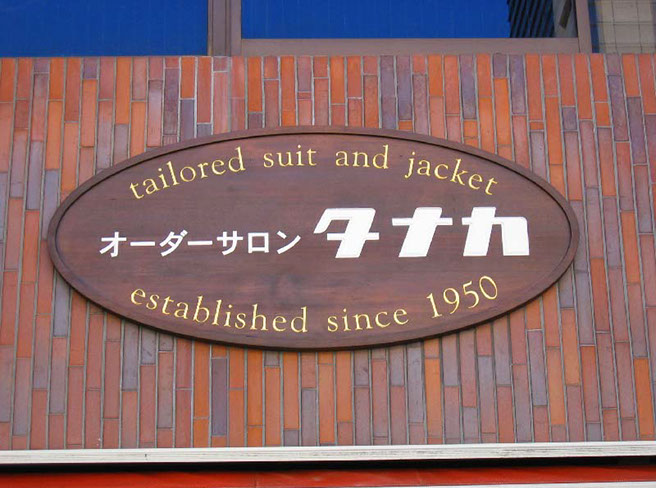 tailored suit and jacket
オーダーサロン タナカ
established since 1950